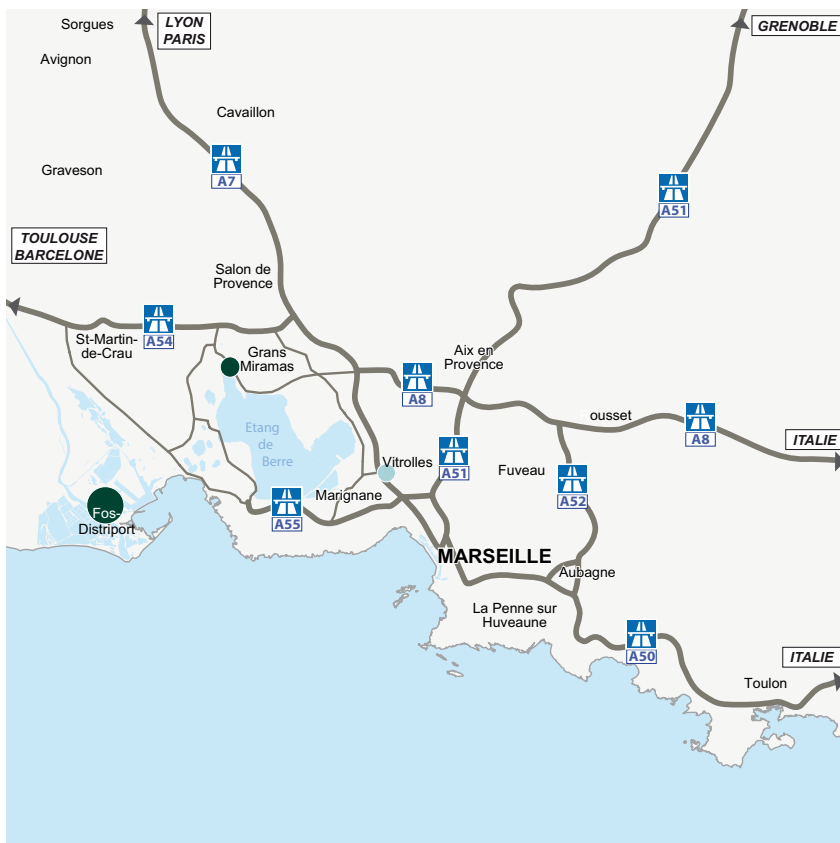 Sorgues
LYON
PARIS
GRENOBLE
Avignon
Cavaillon
Graveson
A7
A51
TOULOUSE
BARCELONE
Salon de
Provence
A54
St-Martin-
de-Crau
Grans
Miramas
Aix en
Provence
A8
ousset
A8
ITALIE
Etang
de
Berre
Vitrolles
A51
Fuveau
A52
Marignane
A55
Fos-
Distriport
MARSEILLE
Aubagne
La Penne sur
Huveaune
A50
ITALIE
Toulon